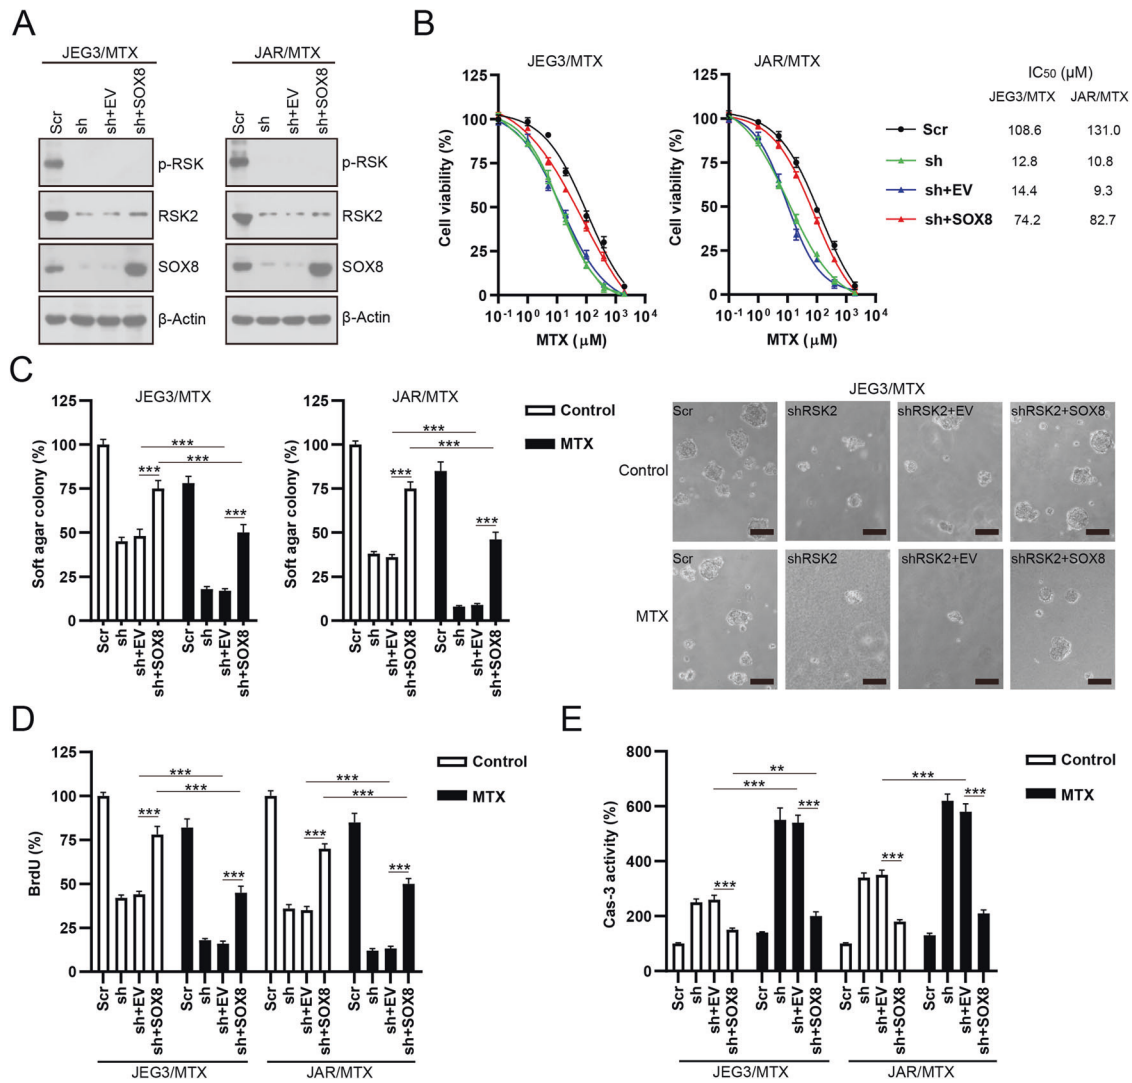 A
JEG3/MTX
JAR/MTX
Scr
sh
sh+EV
sh+SOX8
Scr
sh
sh+EV
sh+SOX8
p-RSK
p-RSK
RSK2
RSK2
SOX8
SOX8
β-Actin
β-Actin
B
JEG3/MTX
Cell viability (%)
125
100
75
50
25
0
10-1 100 101 102 103 104
MTX (μM)
JAR/MTX
Cell viability (%)
125
100
75
50
25
0
10-1 100 101 102 103 104
MTX (μM)
IC50 (μM)
JEG3/MTX JAR/MTX
Scr 108.6 131.0
sh 12.8 10.8
sh+EV 14.4 9.3
sh+SOX8 74.2 82.7
C
JEG3/MTX
Soft agar colony (%)
125
100
75
50
25
0
***
***
***
***
Scr
sh
sh+EV
sh+SOX8
Scr
sh
sh+EV
sh+SOX8
JAR/MTX
Soft agar colony (%)
125
100
75
50
25
0
***
***
***
***
Scr
sh
sh+EV
sh+SOX8
Scr
sh
sh+EV
sh+SOX8
Control
MTX
JEG3/MTX
Control
Scr
shRSK2
shRSK2+EV
shRSK2+SOX8
MTX
Scr
shRSK2
shRSK2+EV
shRSK2+SOX8
D
BrdU (%)
125
100
75
50
25
0
***
***
***
***
***
***
***
***
Scr
sh
sh+EV
sh+SOX8
Scr
sh
sh+EV
sh+SOX8
Scr
sh
sh+EV
sh+SOX8
Scr
sh
sh+EV
sh+SOX8
JEG3/MTX
JAR/MTX
Control
MTX
E
Cas-3 activity (%)
800
600
400
200
0
**
***
***
***
***
***
***
Scr
sh
sh+EV
sh+SOX8
Scr
sh
sh+EV
sh+SOX8
Scr
sh
sh+EV
sh+SOX8
Scr
sh
sh+EV
sh+SOX8
JEG3/MTX
JAR/MTX
Control
MTX